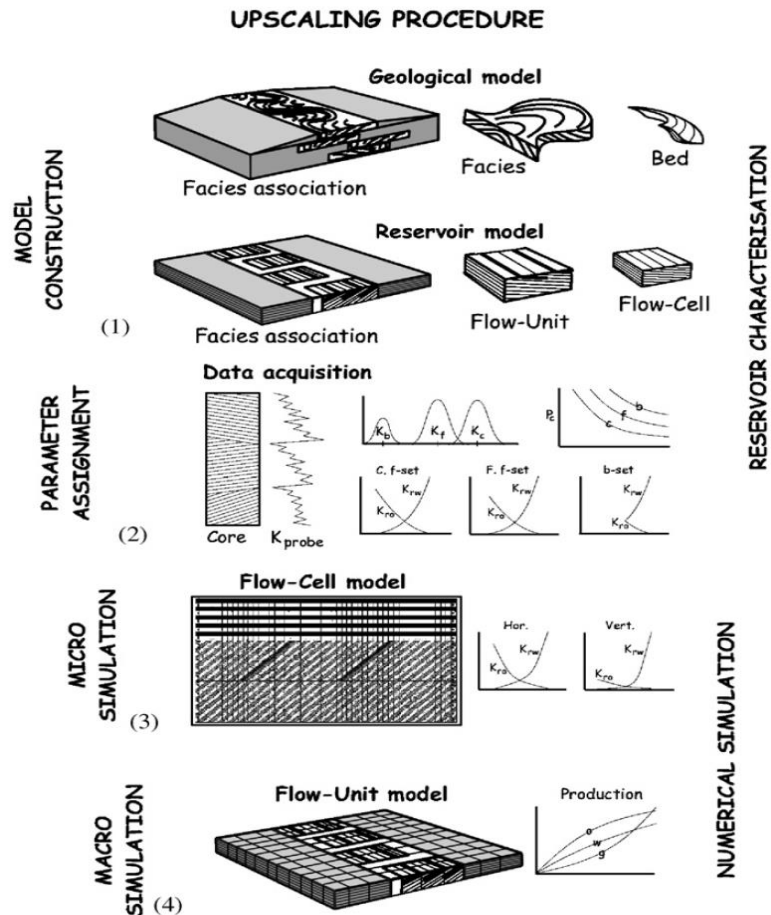 UPSCALING PROCEDURE
Geological model
Facies association
Facies
Bed
MODEL
CONSTRUCTION
Reservoir model
(1)
Facies association
Flow-Unit
Flow-Cell
RESERVOIR CHARACTERISATION
Data acquisition
PARAMETER
ASSIGNMENT
(2)
Core
Kprobe
Kb
Kf
Kc
Pc
b
f
c
C. f-set
F. f-set
b-set
Krw
Kro
Krw
Kro
Krw
Kro
Flow-Cell model
MICRO
SIMULATION
(3)
Hor.
Vert.
Krw
Kro
Krw
Kro
NUMERICAL SIMULATION
Flow-Unit model
MACRO
SIMULATION
(4)
Production
o
w
g